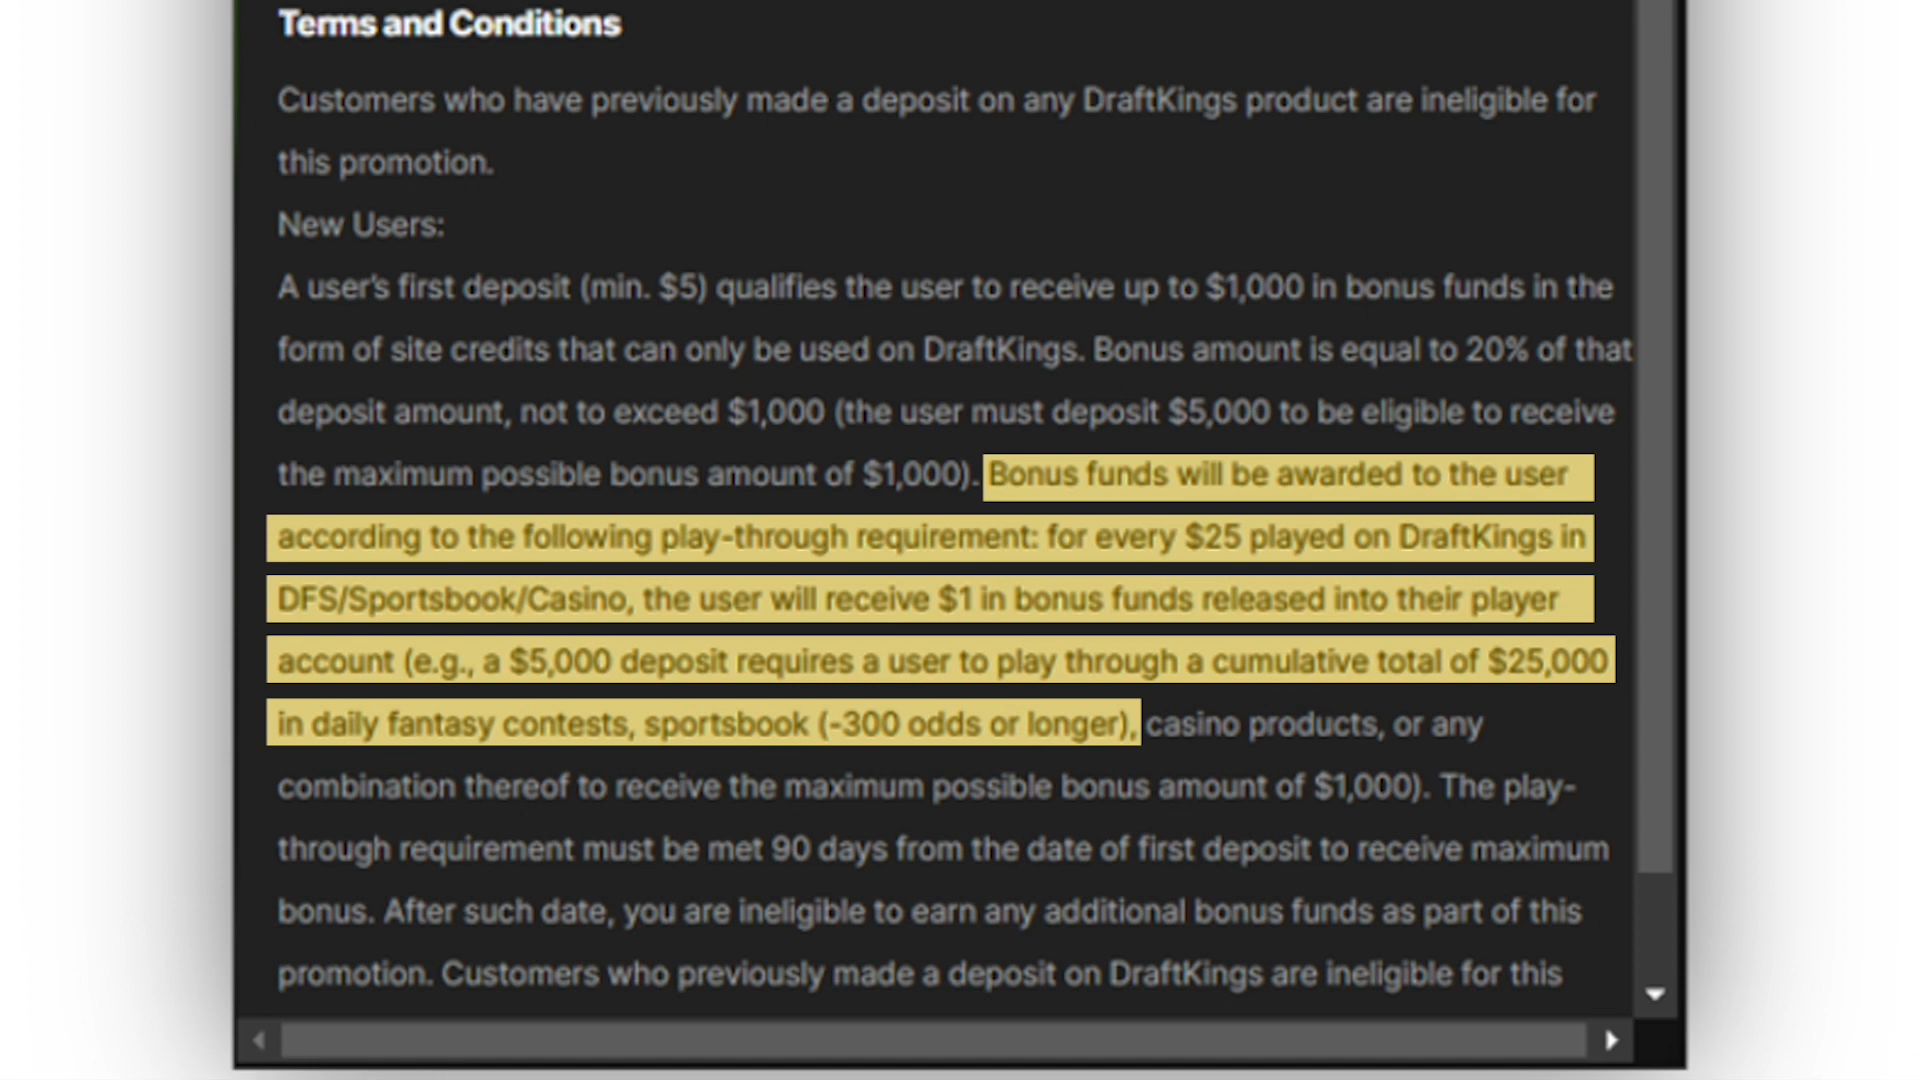 Terms and Conditions
Customers who have previously made a deposit on any DraftKings product are ineligible for
this promotion.
New Users:
A user’s first deposit (min. $5) qualifies the user to receive up to $1,000 in bonus funds in the
form of site credits that can only be used on DraftKings. Bonus amount is equal to 20% of that
deposit amount, not to exceed $1,000 (the user must deposit $5,000 to be eligible to receive
the maximum possible bonus amount of $1,000). Bonus funds will be awarded to the user
according to the following play-through requirement: for every $25 played on DraftKings in
DFS/Sportsbook/Casino, the user will receive $1 in bonus funds released into their player
account (e.g., a $5,000 deposit requires a user to play through a cumulative total of $25,000
in daily fantasy contests, sportsbook (-300 odds or longer), casino products, or any
combination thereof to receive the maximum possible bonus amount of $1,000). The play-
through requirement must be met 90 days from the date of first deposit to receive maximum
bonus. After such date, you are ineligible to earn any additional bonus funds as part of this
promotion. Customers who previously made a deposit on DraftKings are ineligible for this